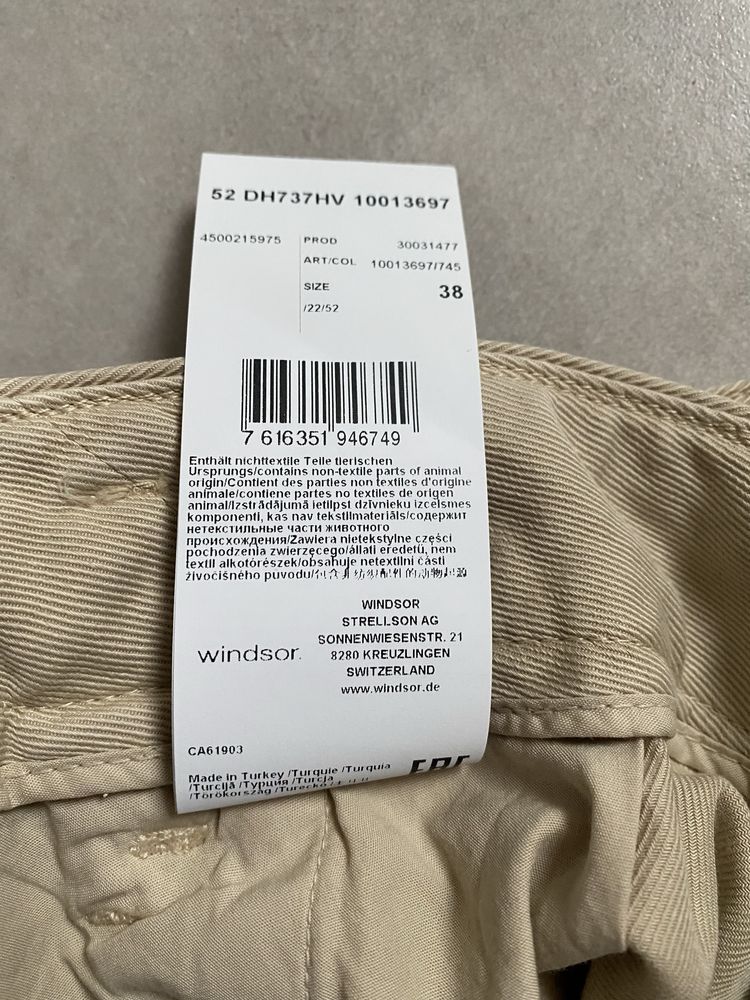 52 DH737HV 10013697
4500215975
PROD 30031477
ART/COL 10013697/745
SIZE 38
/22/52
7 616351 946749
Enthält nichttextile Teile tierischen
Ursprungs/contains non-textile parts of animal
origin/Contient des parties non textiles d'origine
animale/contiene partes no textiles de origen
animal/Izstrādājumā ietilpst dzīvnieku izcelsmes
komponenti, kas nav tekstilmateriāls/содержит
нетекстильные части животного
происхождения/Zawiera nietekstylne części
pochodzenia zwierzęcego/állati eredetű, nem
textil alkotórészek/obsahuje netextilní části
živočišného puvodu/
WINDSOR
STRELLSON AG
SONNENWIESENSTR. 21
8280 KREUZLINGEN
SWITZERLAND
www.windsor.de
windsor.
CA61903
Made in Turkey /Turquie /Turquia
/Turcijā /Турция /Turcja
/Törökország /Turecko
EAC